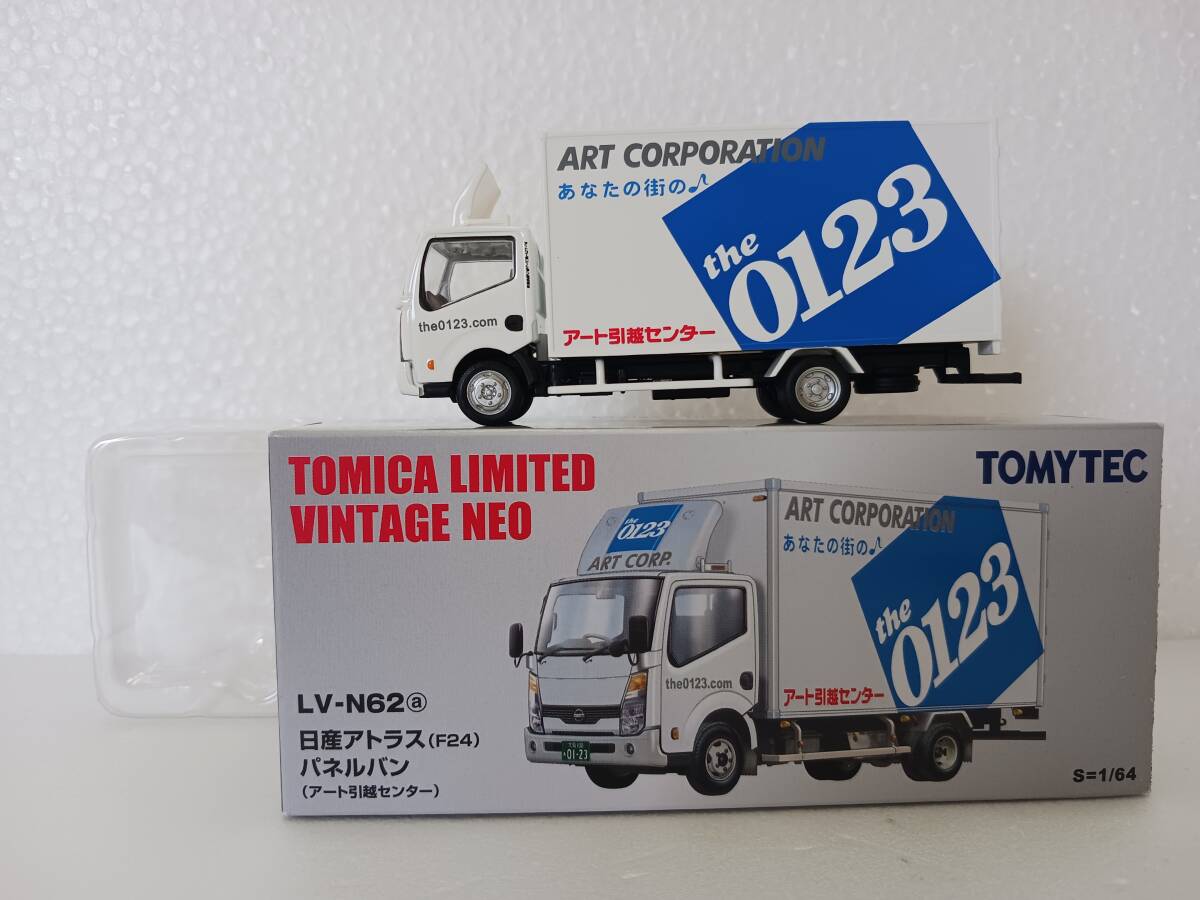 ART CORPORATION
あなたの街の♪
the
0123
the0123.com
アート引越センター
TOMICA LIMITED
VINTAGE NEO
TOMYTEC
the
0123
ART CORP.
ART CORPORATION
あなたの街の♪
the
0123
the0123.com
アート引越センター
01-23
LV-N62ⓐ
日産アトラス(F24)
パネルバン
(アート引越センター)
S=1/64